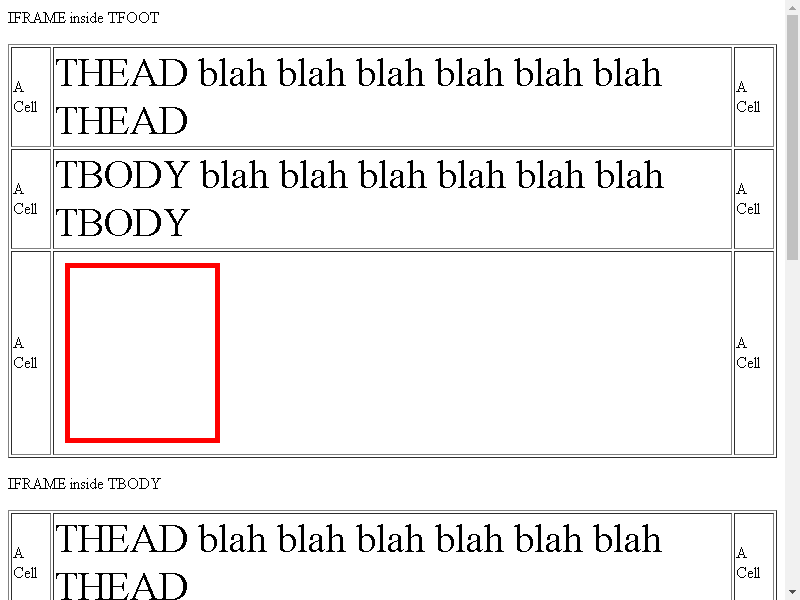 IFRAME inside TFOOT
A Cell
THEAD blah blah blah blah blah blah
THEAD
A Cell
A Cell
TBODY blah blah blah blah blah blah
TBODY
A Cell
A Cell
A Cell
IFRAME inside TBODY
A Cell
THEAD blah blah blah blah blah blah
THEAD
A Cell